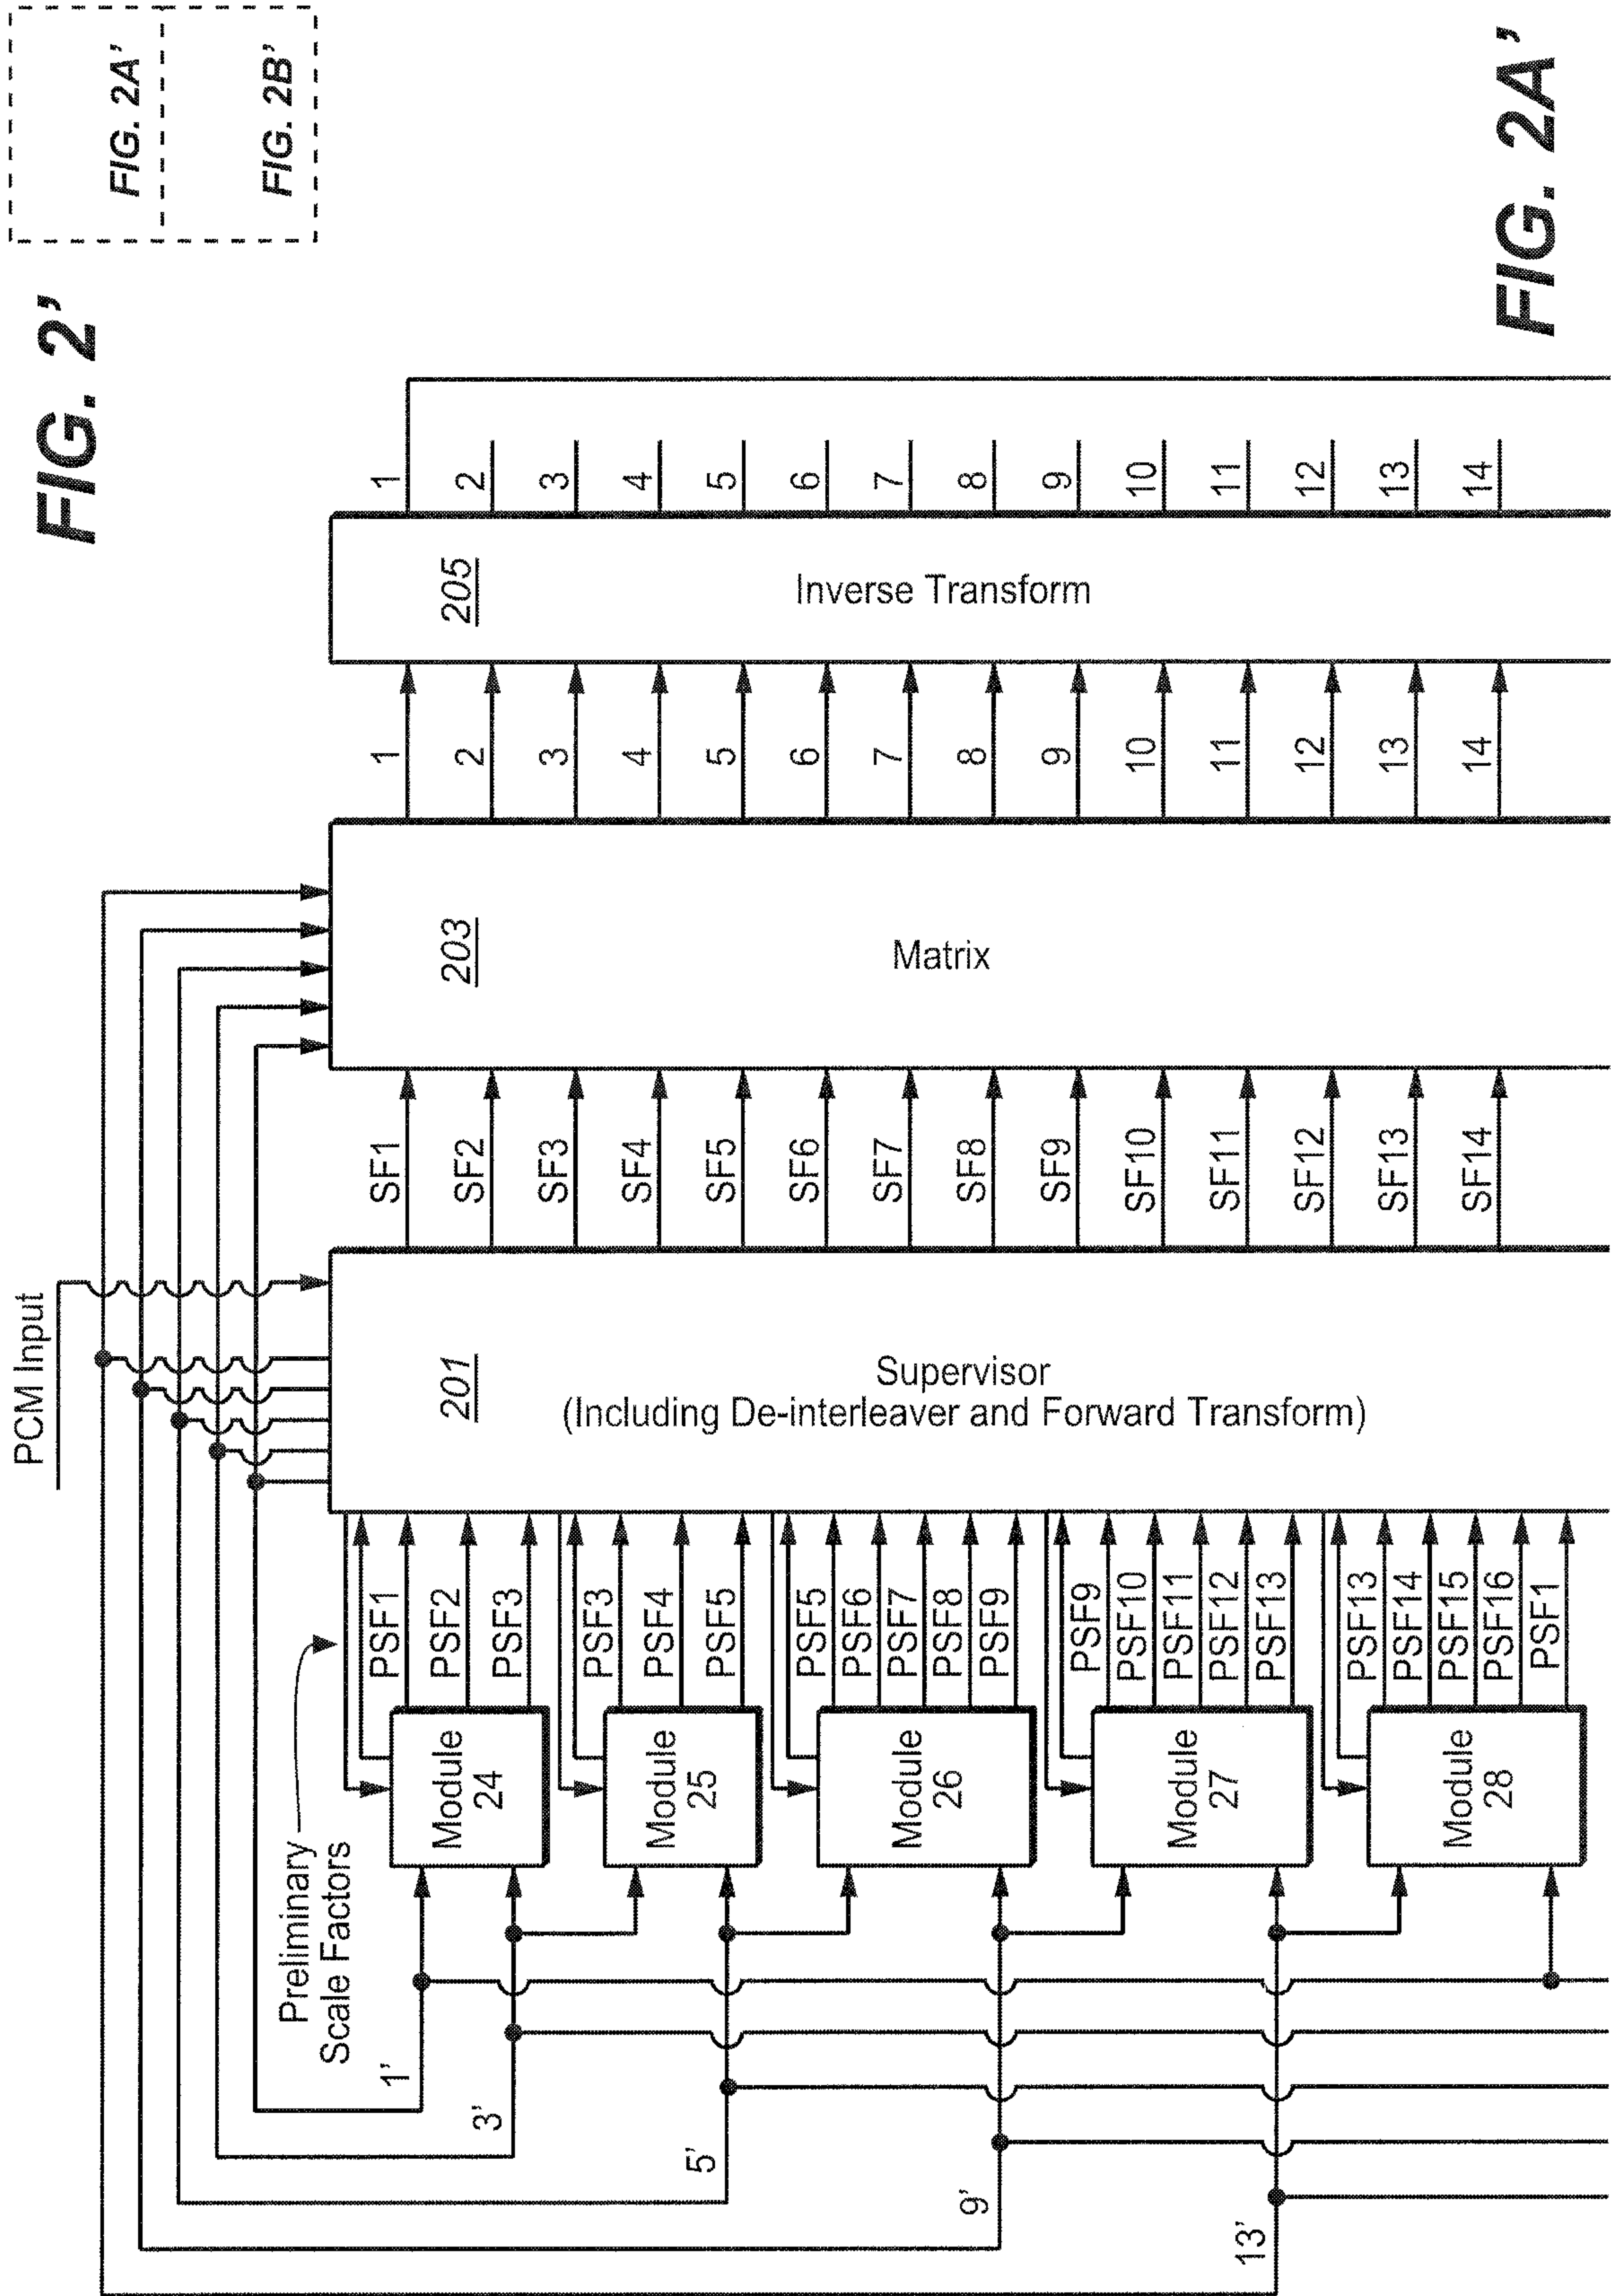 FIG. 2'
FIG. 2A'
FIG. 2B'
PCM Input
Preliminary
Scale Factors
1'
3'
5'
9'
13'
Module
24
Module
25
Module
26
Module
27
Module
28
PSF1
PSF2
PSF3
PSF3
PSF4
PSF5
PSF5
PSF6
PSF7
PSF8
PSF9
PSF9
PSF10
PSF11
PSF12
PSF13
PSF13
PSF14
PSF15
PSF16
PSF1
201
Supervisor
(Including De-interleaver and Forward Transform)
SF1
SF2
SF3
SF4
SF5
SF6
SF7
SF8
SF9
SF10
SF11
SF12
SF13
SF14
203
Matrix
1
2
3
4
5
6
7
8
9
10
11
12
13
14
205
Inverse Transform
1
2
3
4
5
6
7
8
9
10
11
12
13
14
FIG. 2A'